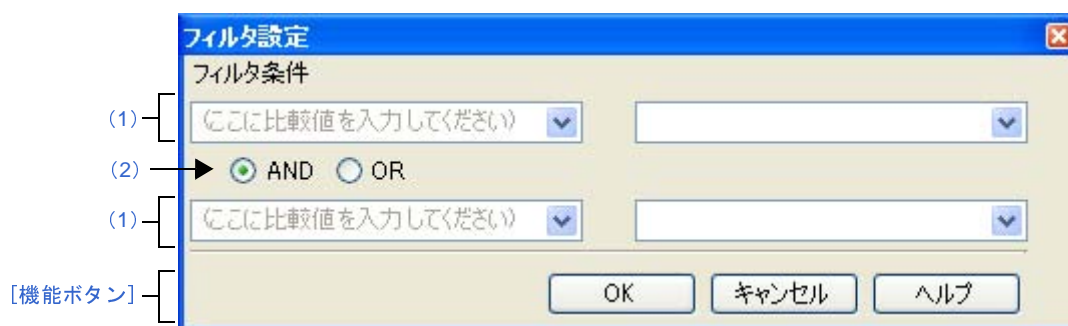 フィルタ設定
フィルタ条件
(1) (ここに比較値を入力してください)
(2) AND OR
(1) (ここに比較値を入力してください)
[機能ボタン] OK キャンセル ヘルプ